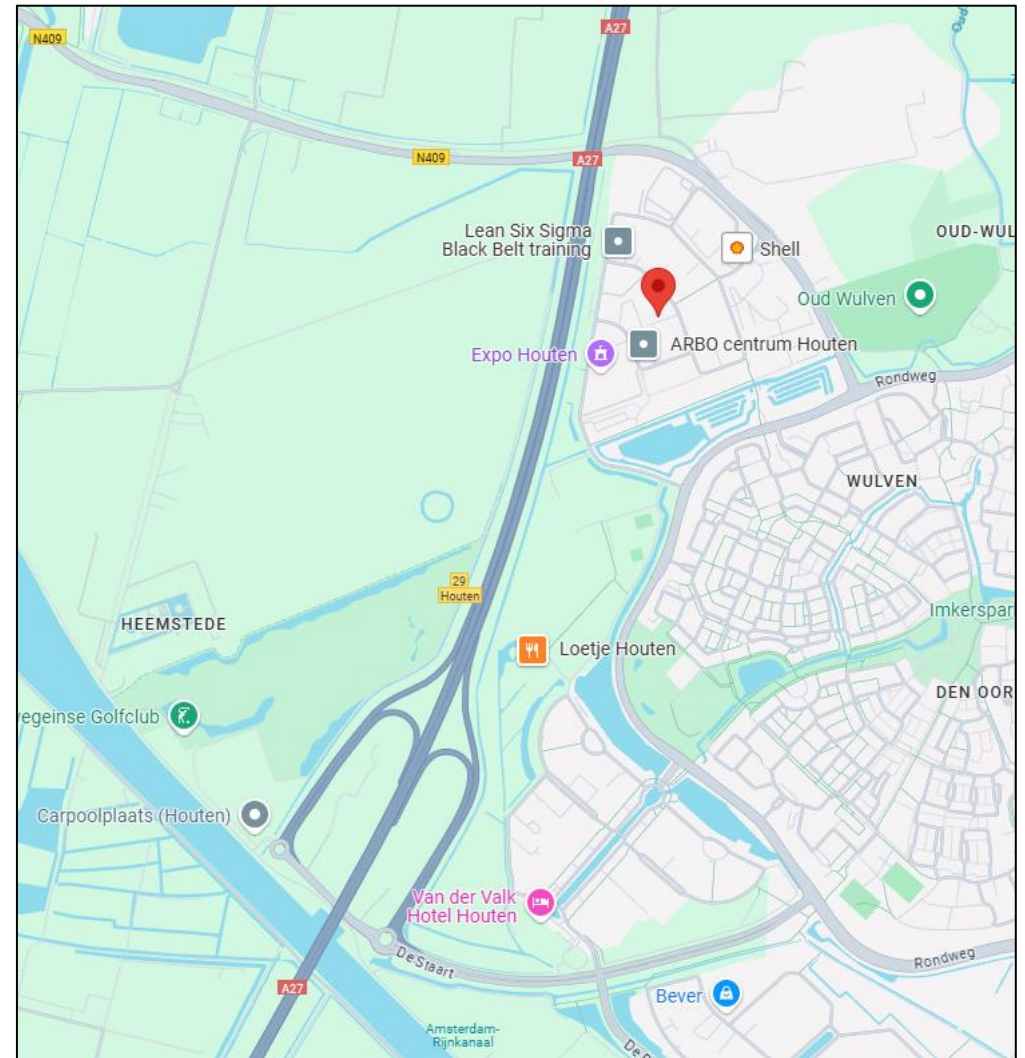 N409
A27
Oud
N409
A27
Lean Six Sigma
Black Belt training
Shell
OUD-WUL
Oud Wulven
Expo Houten
ARBO centrum Houten
Rondweg
WULVEN
29
Houten
HEEMSTEDE
Imkerspar
Loetje Houten
DEN OOR
egeinse Golfclub
Carpoolplaats (Houten)
Van der Valk
Hotel Houten
De Staart
Rondweg
A27
Bever
Amsterdam-
Rijnkanaal